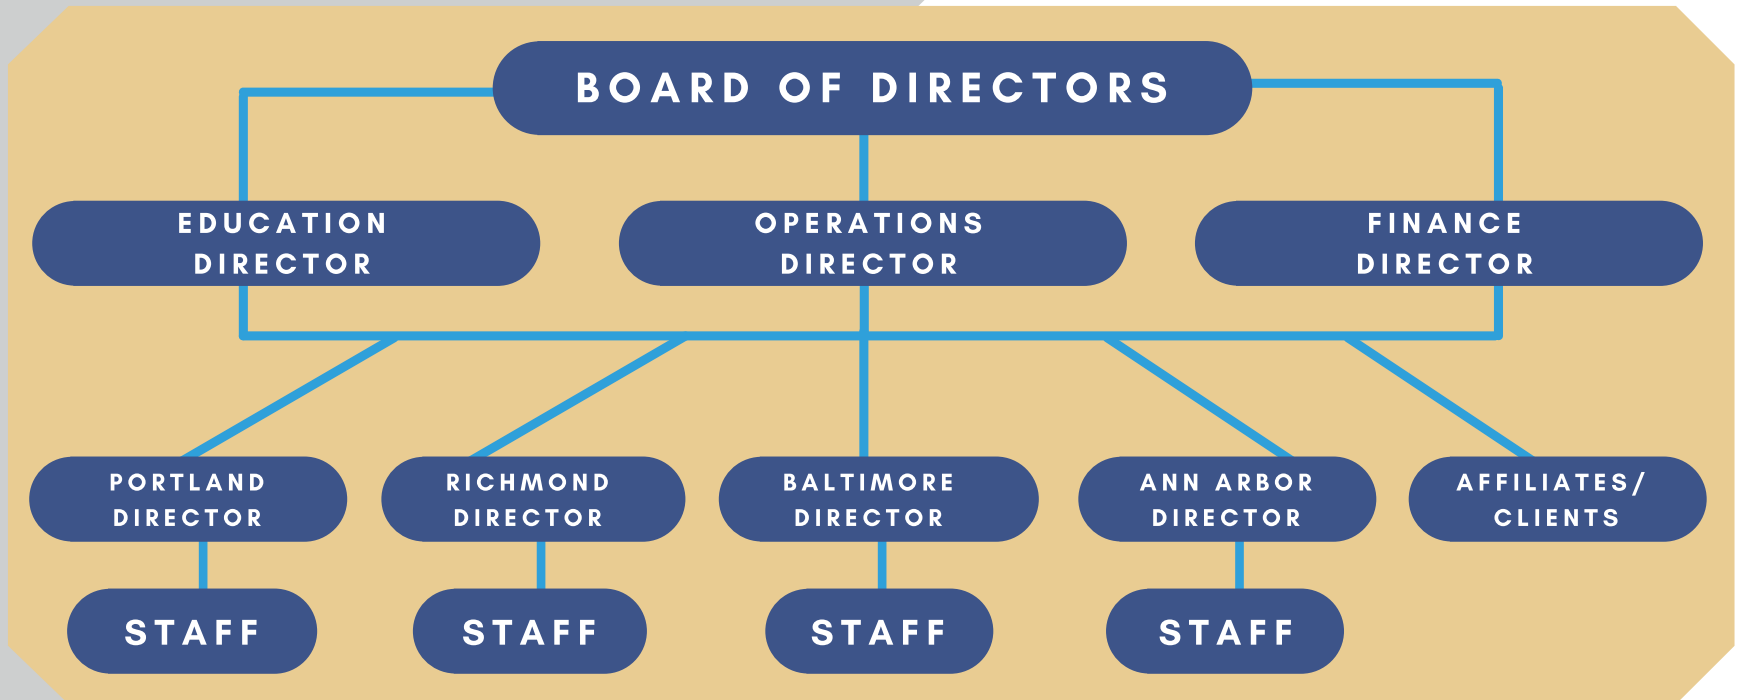 BOARD OF DIRECTORS
EDUCATION
DIRECTOR
OPERATIONS
DIRECTOR
FINANCE
DIRECTOR
PORTLAND
DIRECTOR
RICHMOND
DIRECTOR
BALTIMORE
DIRECTOR
ANN ARBOR
DIRECTOR
AFFILIATES/
CLIENTS
STAFF
STAFF
STAFF
STAFF